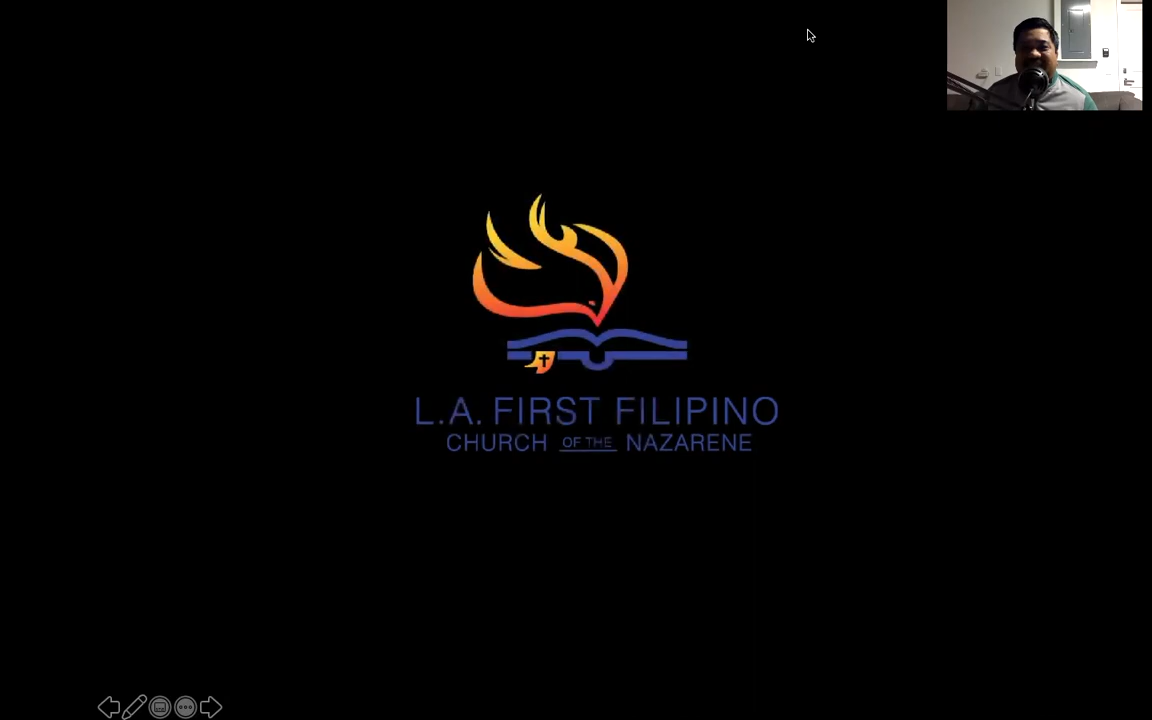 L.A. FIRST FILIPINO
CHURCH OF THE NAZARENE